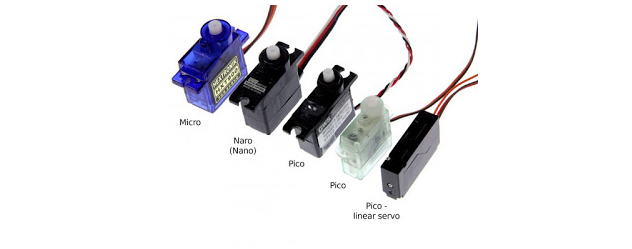 Micro
Naro
(Nano)
Pico
Pico
Pico -
linear servo